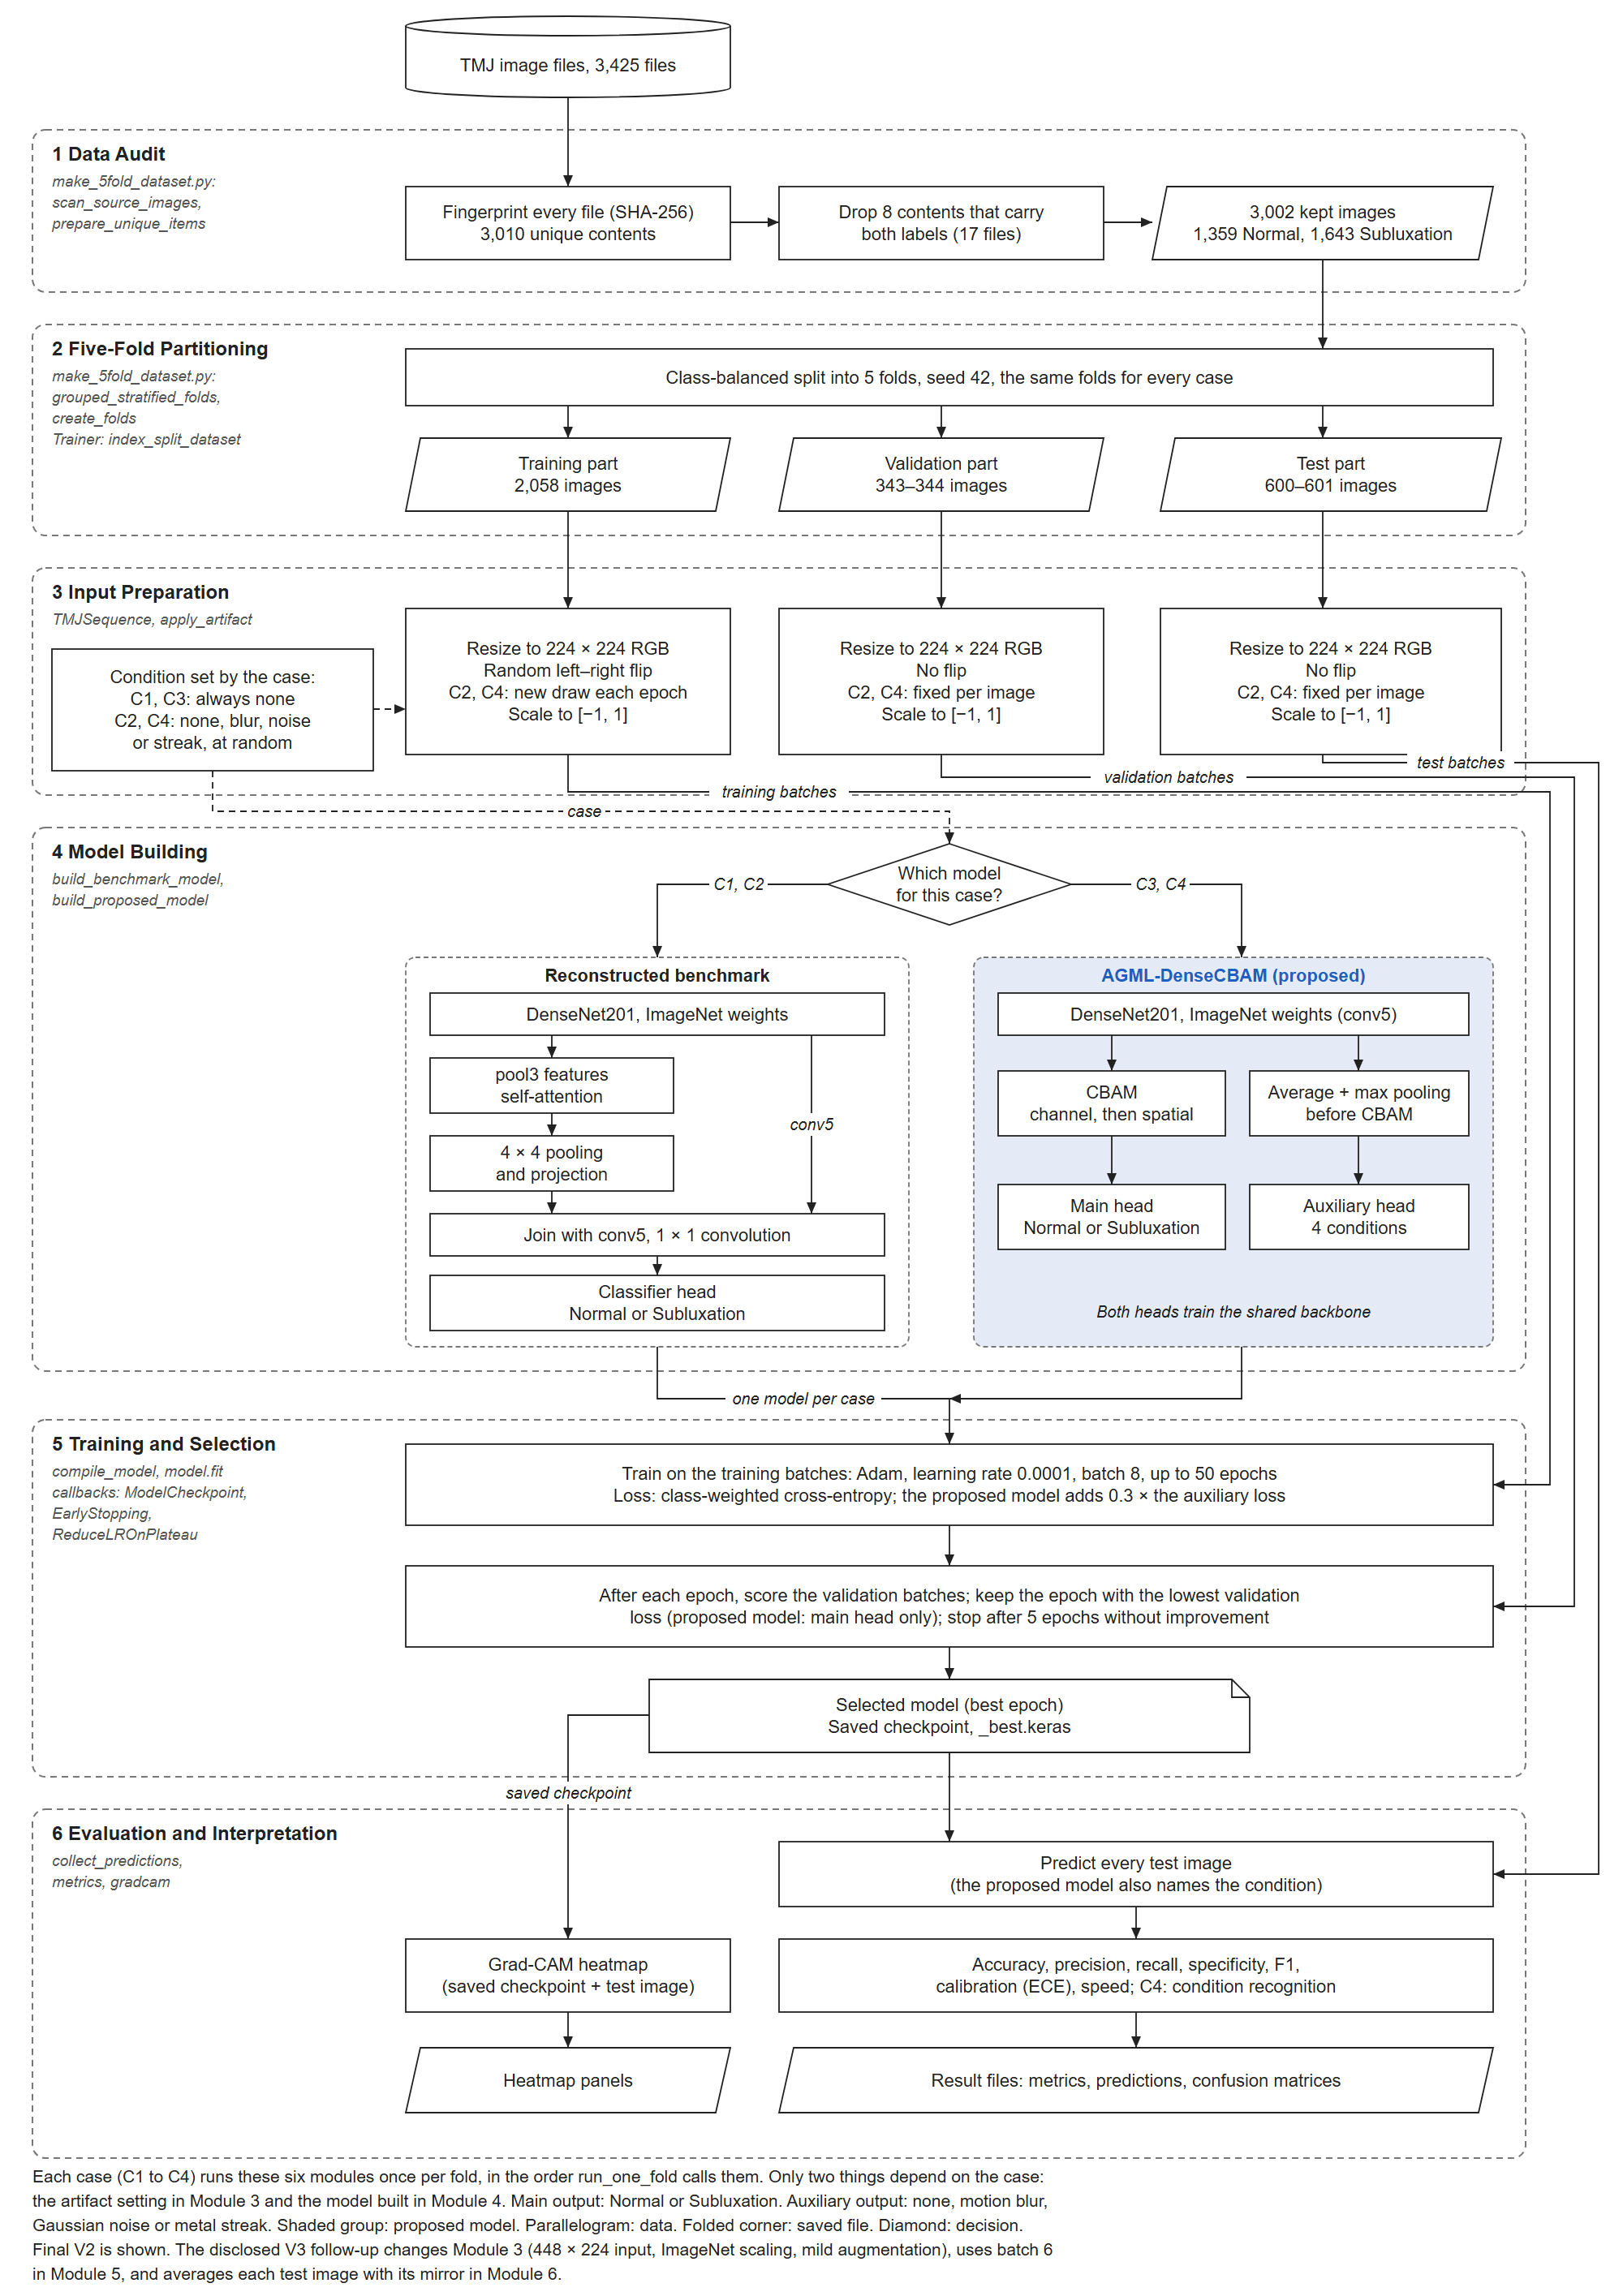 TMJ image files, 3,425 files
1 Data Audit
make_5fold_dataset.py:
scan_source_images,
prepare_unique_items
Fingerprint every file (SHA-256)
3,010 unique contents
Drop 8 contents that carry
both labels (17 files)
3,002 kept images
1,359 Normal, 1,643 Subluxation
2 Five-Fold Partitioning
make_5fold_dataset.py:
grouped_stratified_folds,
create_folds
Trainer: index_split_dataset
Class-balanced split into 5 folds, seed 42, the same folds for every case
Training part
2,058 images
Validation part
343–344 images
Test part
600–601 images
3 Input Preparation
TMJSequence, apply_artifact
Condition set by the case:
C1, C3: always none
C2, C4: none, blur, noise
or streak, at random
Resize to 224 × 224 RGB
Random left–right flip
C2, C4: new draw each epoch
Scale to [−1, 1]
Resize to 224 × 224 RGB
No flip
C2, C4: fixed per image
Scale to [−1, 1]
Resize to 224 × 224 RGB
No flip
C2, C4: fixed per image
Scale to [−1, 1]
test batches
validation batches
training batches
case
4 Model Building
build_benchmark_model,
build_proposed_model
Which model
for this case?
C1, C2
C3, C4
Reconstructed benchmark
DenseNet201, ImageNet weights
pool3 features
self-attention
conv5
4 × 4 pooling
and projection
Join with conv5, 1 × 1 convolution
Classifier head
Normal or Subluxation
AGML-DenseCBAM (proposed)
DenseNet201, ImageNet weights (conv5)
CBAM
channel, then spatial
Average + max pooling
before CBAM
Main head
Normal or Subluxation
Auxiliary head
4 conditions
Both heads train the shared backbone
one model per case
5 Training and Selection
compile_model, model.fit
callbacks: ModelCheckpoint,
EarlyStopping,
ReduceLROnPlateau
Train on the training batches: Adam, learning rate 0.0001, batch 8, up to 50 epochs
Loss: class-weighted cross-entropy; the proposed model adds 0.3 × the auxiliary loss
After each epoch, score the validation batches; keep the epoch with the lowest validation
loss (proposed model: main head only); stop after 5 epochs without improvement
Selected model (best epoch)
Saved checkpoint, _best.keras
saved checkpoint
6 Evaluation and Interpretation
collect_predictions,
metrics, gradcam
Predict every test image
(the proposed model also names the condition)
Grad-CAM heatmap
(saved checkpoint + test image)
Accuracy, precision, recall, specificity, F1,
calibration (ECE), speed; C4: condition recognition
Heatmap panels
Result files: metrics, predictions, confusion matrices
Each case (C1 to C4) runs these six modules once per fold, in the order run_one_fold calls them. Only two things depend on the case:
the artifact setting in Module 3 and the model built in Module 4. Main output: Normal or Subluxation. Auxiliary output: none, motion blur,
Gaussian noise or metal streak. Shaded group: proposed model. Parallelogram: data. Folded corner: saved file. Diamond: decision.
Final V2 is shown. The disclosed V3 follow-up changes Module 3 (448 × 224 input, ImageNet scaling, mild augmentation), uses batch 6
in Module 5, and averages each test image with its mirror in Module 6.